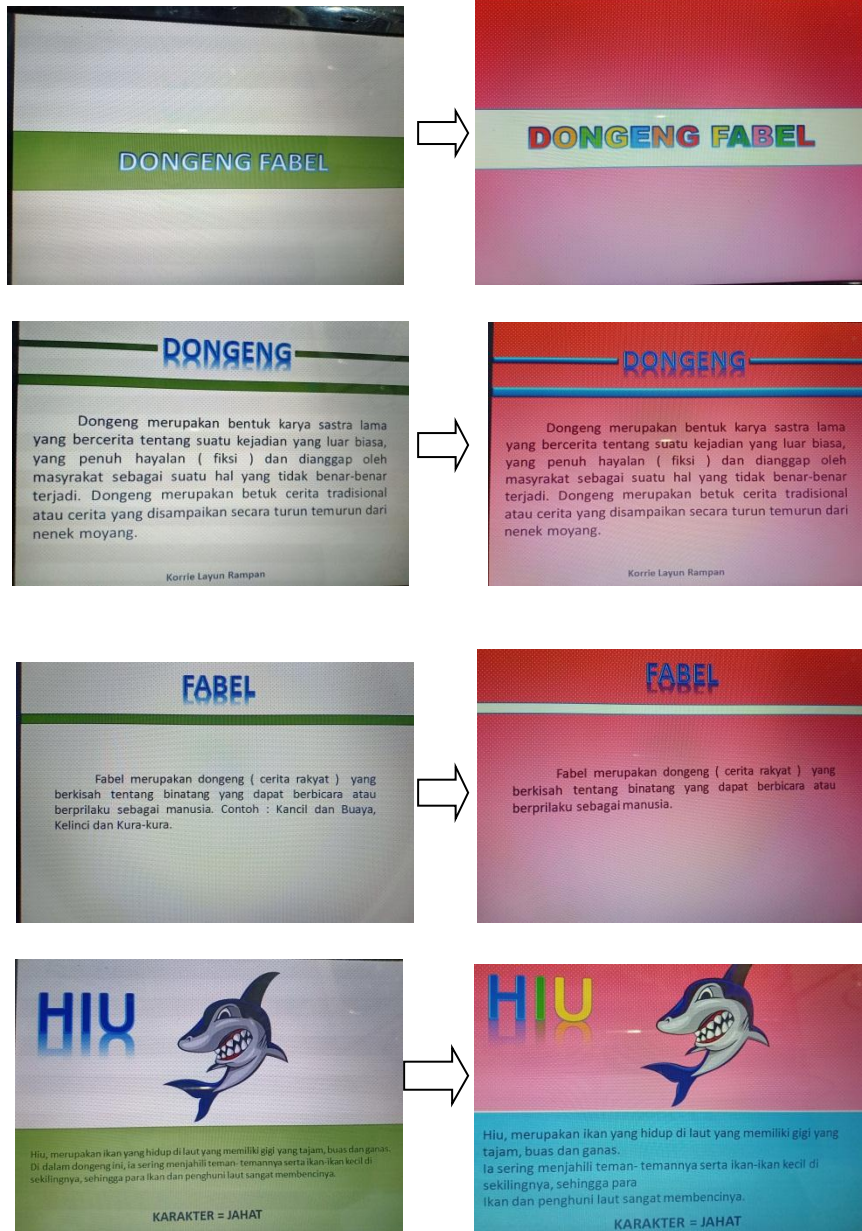 DONGENG FABEL
DONGENG FABEL
DONGENG
Dongeng merupakan bentuk karya sastra lama
yang bercerita tentang suatu kejadian yang luar biasa,
yang penuh hayalan ( fiksi ) dan dianggap oleh
masyrakat sebagai suatu hal yang tidak benar-benar
terjadi. Dongeng merupakan betuk cerita tradisional
atau cerita yang disampaikan secara turun temurun dari
nenek moyang.
Korrie Layun Rampan
DONGENG
Dongeng merupakan bentuk karya sastra lama
yang bercerita tentang suatu kejadian yang luar biasa,
yang penuh hayalan ( fiksi ) dan dianggap oleh
masyrakat sebagai suatu hal yang tidak benar-benar
terjadi. Dongeng merupakan betuk cerita tradisional
atau cerita yang disampaikan secara turun temurun dari
nenek moyang.
Korrie Layun Rampan
FABEL
Fabel merupakan dongeng ( cerita rakyat ) yang
berkisah tentang binatang yang dapat berbicara atau
berprilaku sebagai manusia. Contoh : Kancil dan Buaya,
Kelinci dan Kura-kura.
FABEL
Fabel merupakan dongeng ( cerita rakyat ) yang
berkisah tentang binatang yang dapat berbicara atau
berprilaku sebagai manusia.
HIU
Hiu, merupakan ikan yang hidup di laut yang memiliki gigi yang tajam, buas dan ganas.
Di dalam dongeng ini, ia sering menjahili teman- temannya serta ikan-ikan kecil di
sekilingnya, sehingga para Ikan dan penghuni laut sangat membencinya.
KARAKTER = JAHAT
HIU
Hiu, merupakan ikan yang hidup di laut yang memiliki gigi yang
tajam, buas dan ganas.
Ia sering menjahili teman- temannya serta ikan-ikan kecil di
sekilingnya, sehingga para
Ikan dan penghuni laut sangat membencinya.
KARAKTER = JAHAT